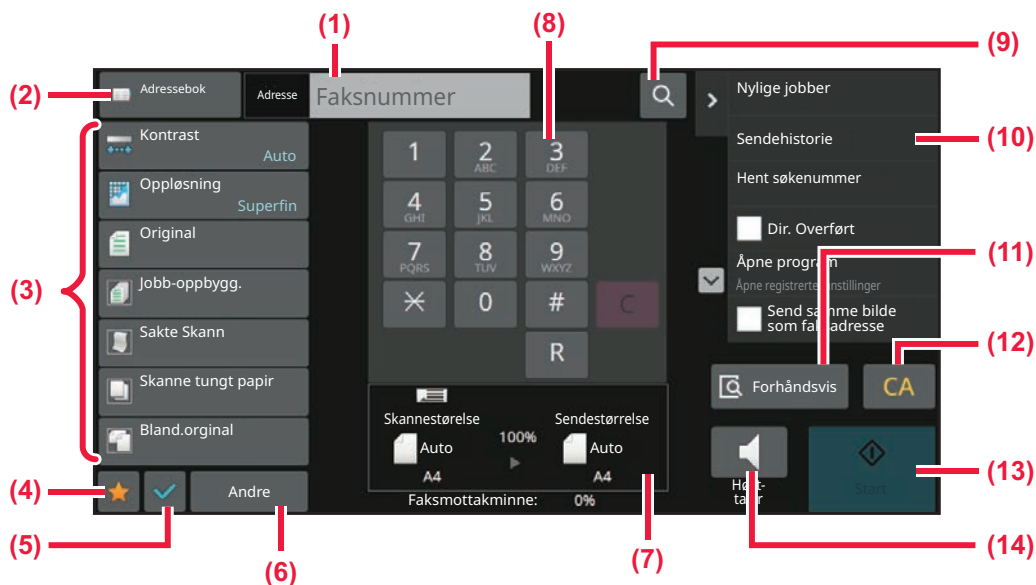 (1)
(8)
(9)
(2)
Adressebok
Adresse
Faksnummer
Nylige jobber
(3)
Kontrast
Auto
Oppløsning
Superfin
Original
Jobb-oppbygg.
Sakte Skann
Skanne tungt papir
Bland.orginal
1
2 ABC
3 DEF
4 GHI
5 JKL
6 MNO
7 PQRS
8 TUV
9 WXYZ
0
#
C
R
Sendehistorie
(10)
Hent søkenummer
Dir. Overført
(11)
Åpne program
Åpne registrerte innstillinger
Send samme bilde
som faksadresse
(12)
Forhåndsvis
CA
Skannestørelse
Sendestørrelse
Auto
100%
Auto
A4
A4
Faksmottakminne:
0%
(4)
Andre
(5)
(6)
(7)
Høyt-
taler
Start
(13)
(14)